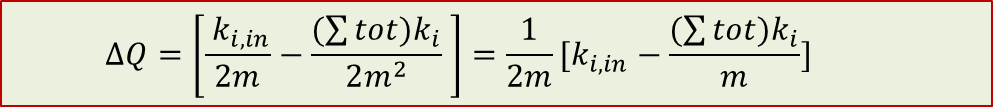 ΔQ = [ k_{i,in} / 2m − (∑ tot)k_i / 2m² ] = 1 / 2m [k_{i,in} − (∑ tot)k_i / m]